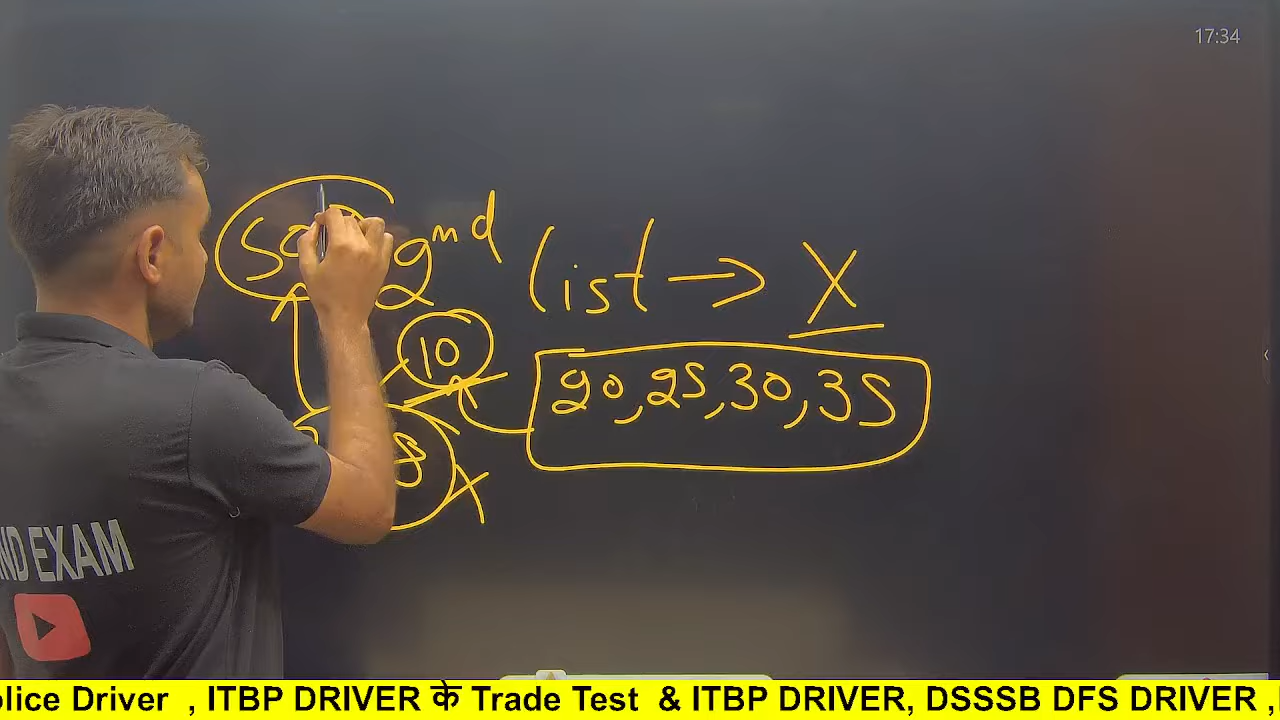 17:34
2nd list → X
10
20, 25, 30, 35
X
ND EXAM
olice Driver , ITBP DRIVER के Trade Test & ITBP DRIVER, DSSSB DFS DRIVER ,